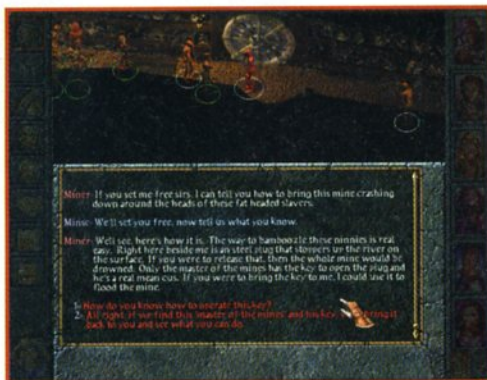 Miner- If you set me free sirs, I can tell you how to bring this mine crashing
down around the heads of these fat headed slavers.
Minsc- We'll set you free, now tell us what you know.
Miner- Well see, here's how it is. The way to bamboozle these ninnies is real
easy. Right here beside me is an steel plug that stoppers up the river on
the surface. If you were to release that, then the whole mine would be
drowned. Only the master of the mines has the key to open the plug and
he's a real mean cus. If you were to bring the key to me, I could use it to
flood the mine.
1- How do you know how to operate this key?
2- All right, if we find this master of the mines and his key, bring it
back to you and see what you can do.